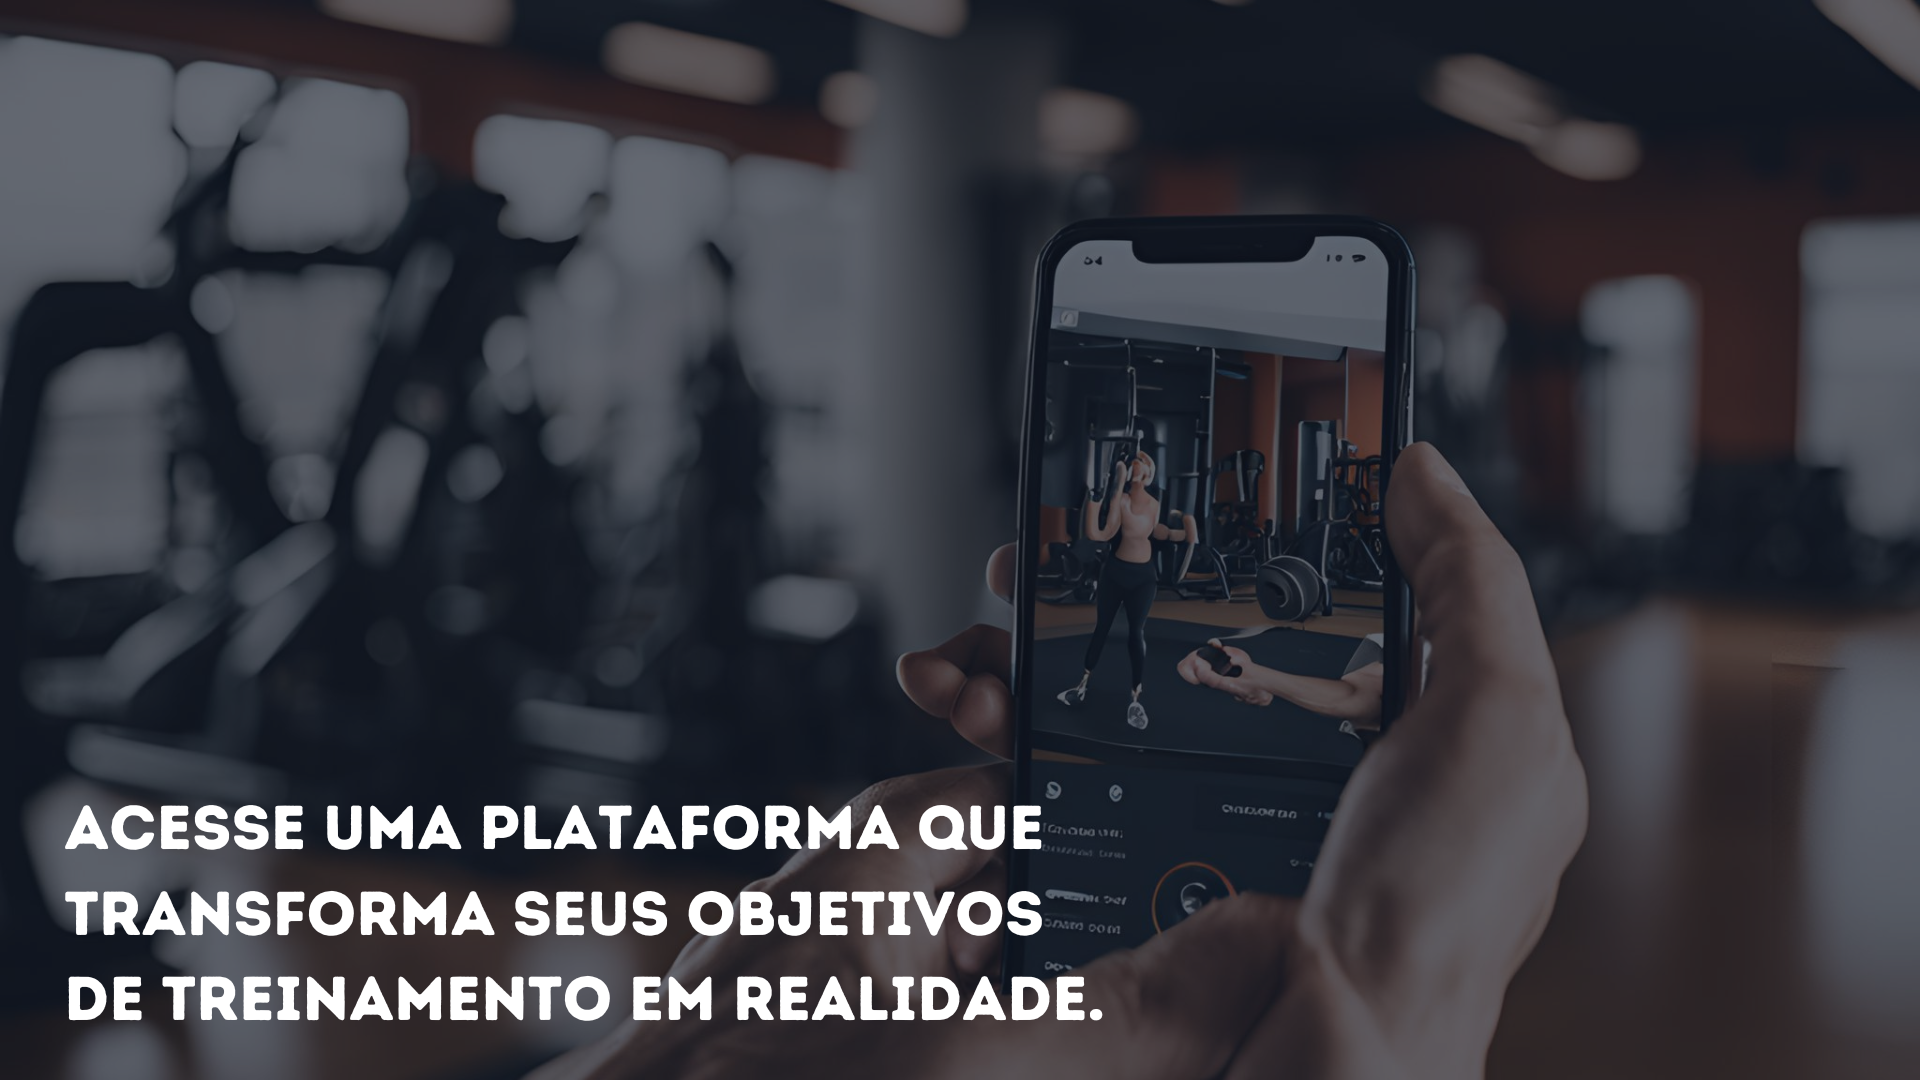 ACESSE UMA PLATAFORMA QUE
TRANSFORMA SEUS OBJETIVOS
DE TREINAMENTO EM REALIDADE.